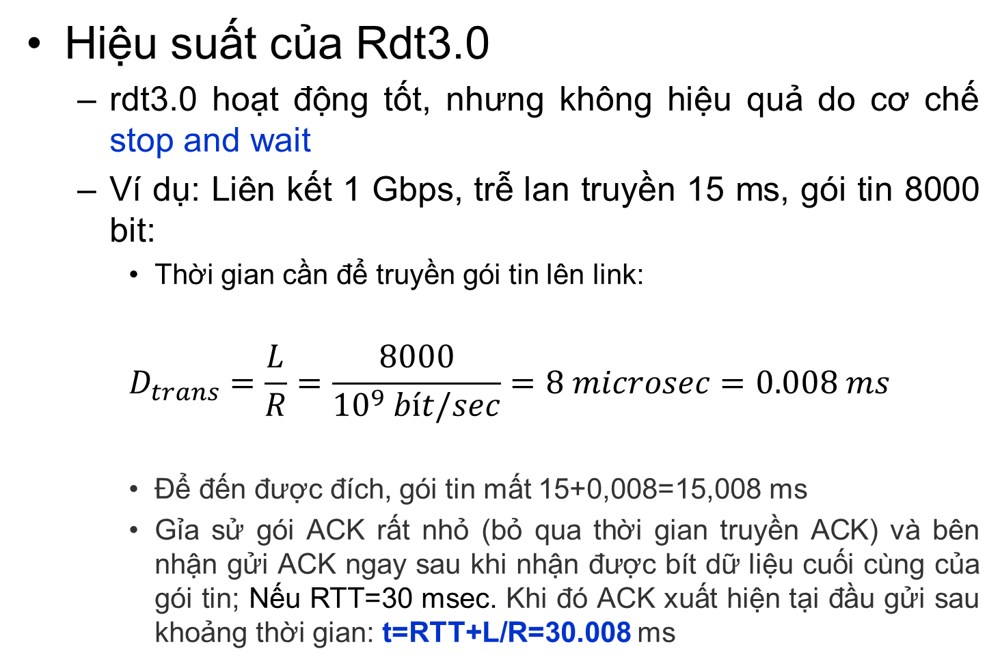 • Hiệu suất của Rdt3.0
– rdt3.0 hoạt động tốt, nhưng không hiệu quả do cơ chế
stop and wait
– Ví dụ: Liên kết 1 Gbps, trễ lan truyền 15 ms, gói tin 8000
bit:
• Thời gian cần để truyền gói tin lên link:
D_trans = L/R = 8000/(10^9 bít/sec) = 8 microsec = 0.008 ms
• Để đến được đích, gói tin mất 15+0,008=15,008 ms
• Gỉa sử gói ACK rất nhỏ (bỏ qua thời gian truyền ACK) và bên
nhận gửi ACK ngay sau khi nhận được bít dữ liệu cuối cùng của
gói tin; Nếu RTT=30 msec. Khi đó ACK xuất hiện tại đầu gửi sau
khoảng thời gian: t=RTT+L/R=30.008 ms